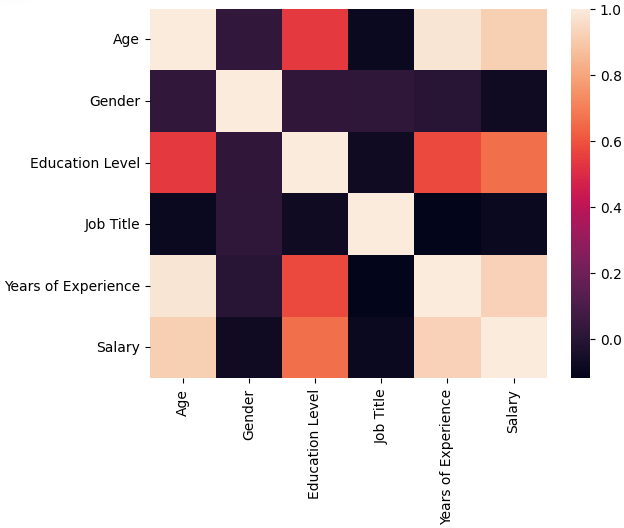 Age
Gender
Education Level
Job Title
Years of Experience
Salary
Age
Gender
Education Level
Job Title
Years of Experience
Salary
1.0
0.8
0.6
0.4
0.2
0.0